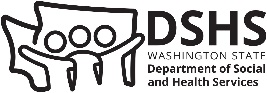 DSHS
WASHINGTON STATE
Department of Social
and Health Services